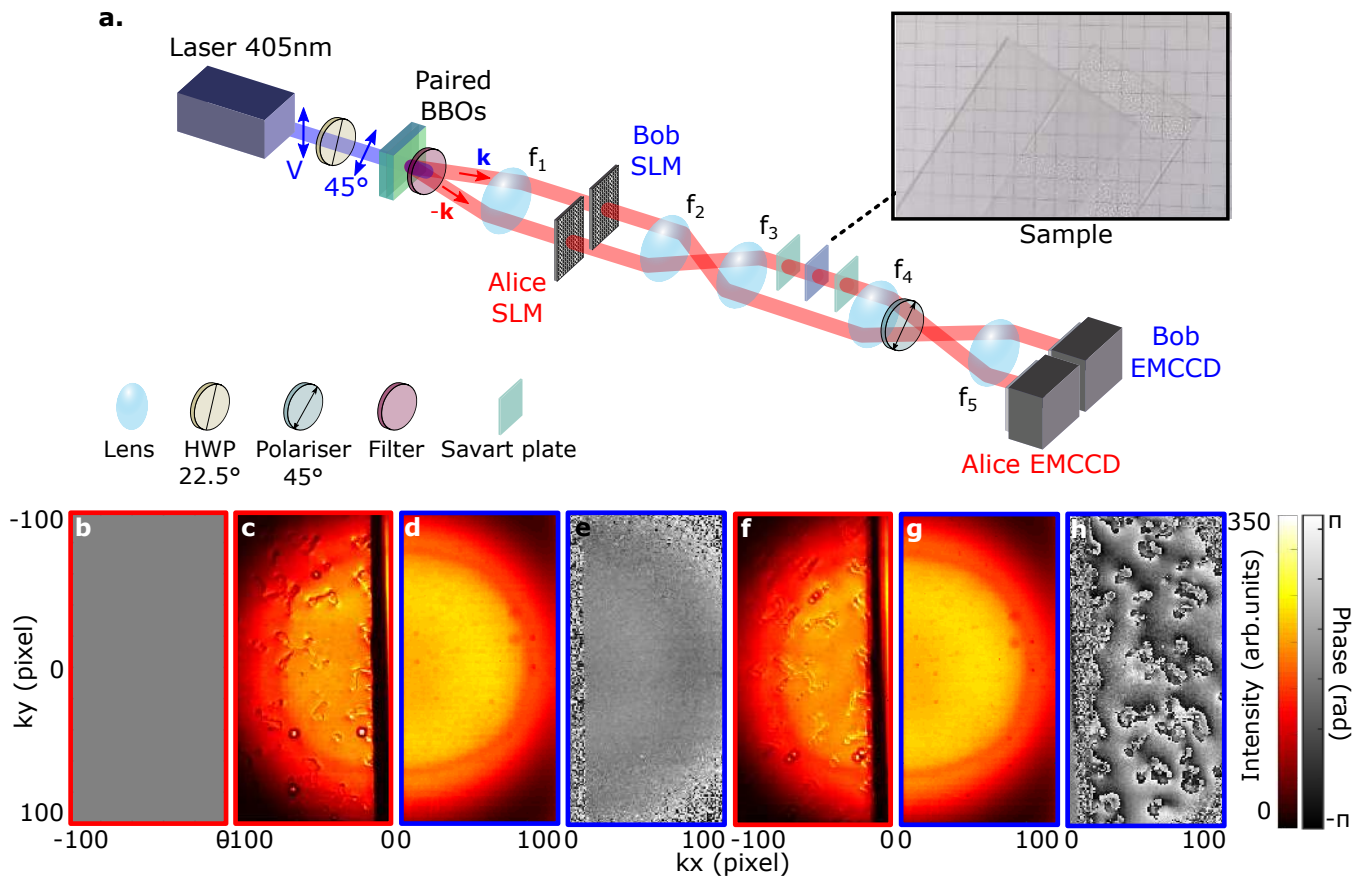 a.
Laser 405nm
Paired
BBOs
V
45°
k
-k
f1
Bob
SLM
Alice
SLM
f2
f3
Sample
f4
f5
Bob
EMCCD
Alice EMCCD
Lens
HWP
22.5°
Polariser
45°
Filter
Savart plate
b
c
d
e
f
g
h
-100
0
100
ky (pixel)
-100
0
-100
0
0
100
0
100
-100
0
0
100
0
100
kx (pixel)
350
0
Intensity (arb.units)
π
-π
Phase (rad)